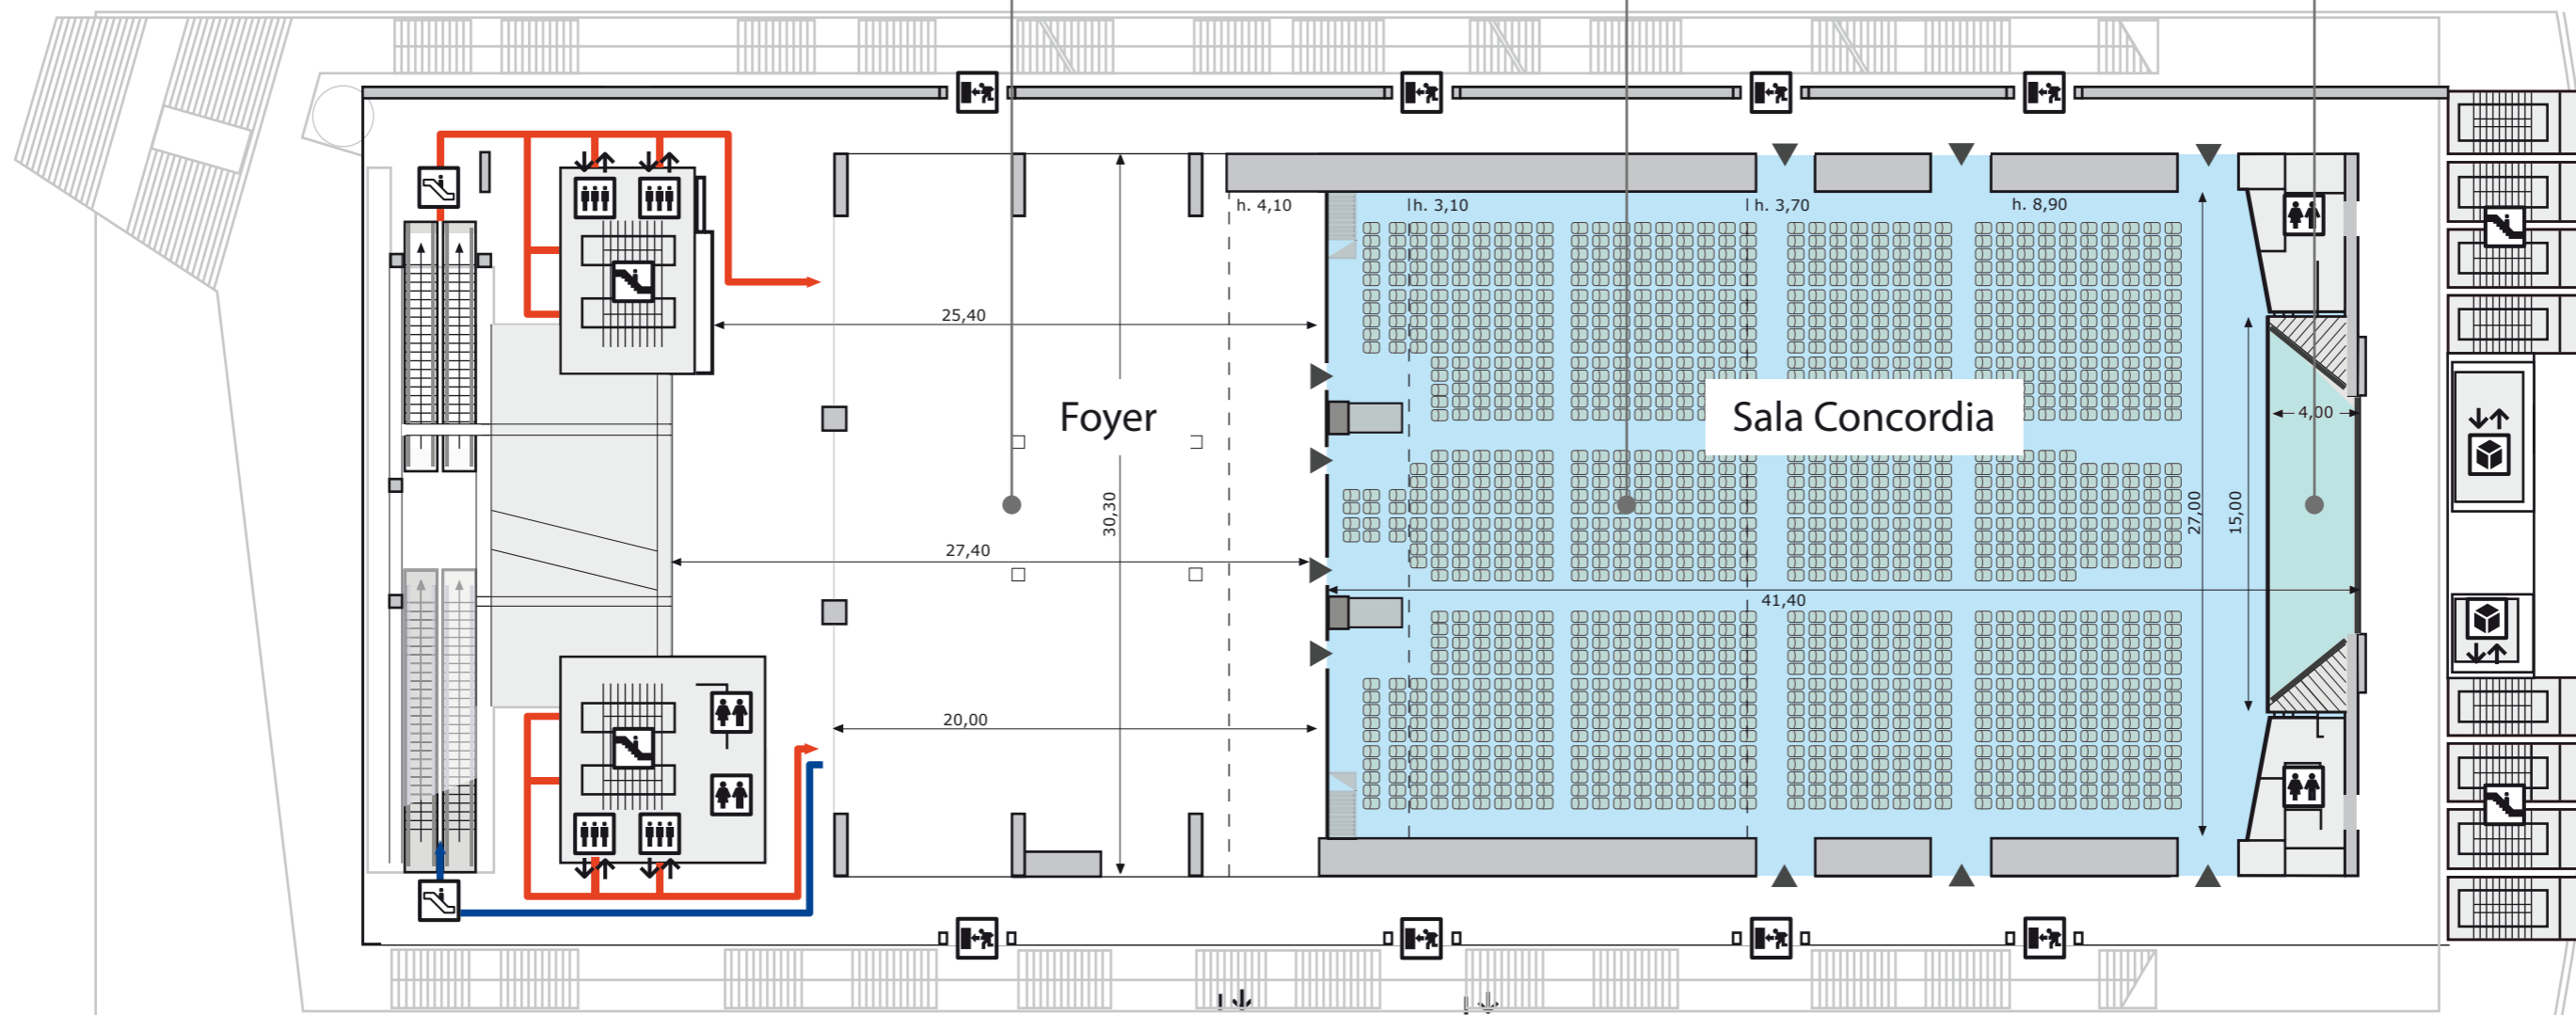 h. 4,10
h. 3,10
h. 3,70
h. 8,90
25,40
Foyer
Sala Concordia
4,00
30,30
27,00
15,00
27,40
41,40
20,00